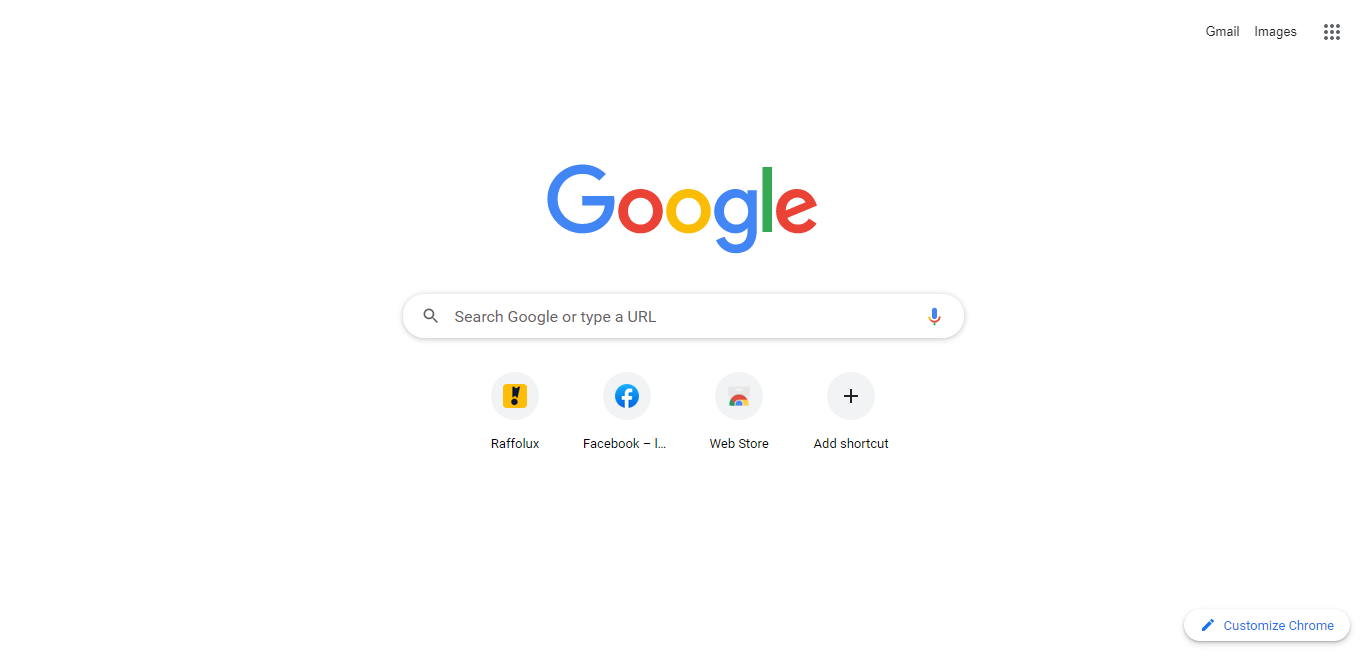 Gmail Images
Google
Search Google or type a URL
Raffolux Facebook – l... Web Store Add shortcut
Customize Chrome